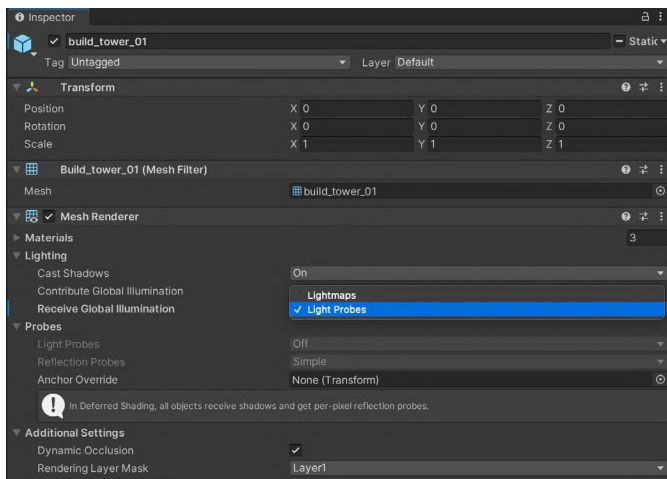 Inspector
build_tower_01 Static
Tag Untagged Layer Default
Transform
Position X 0 Y 0 Z 0
Rotation X 0 Y 0 Z 0
Scale X 1 Y 1 Z 1
Build_tower_01 (Mesh Filter)
Mesh build_tower_01
Mesh Renderer
Materials 3
Lighting
Cast Shadows On
Contribute Global Illumination
Lightmaps
Receive Global Illumination Light Probes
Probes
Light Probes Off
Reflection Probes Simple
Anchor Override None (Transform)
In Deferred Shading, all objects receive shadows and get per-pixel reflection probes.
Additional Settings
Dynamic Occlusion
Rendering Layer Mask Layer1